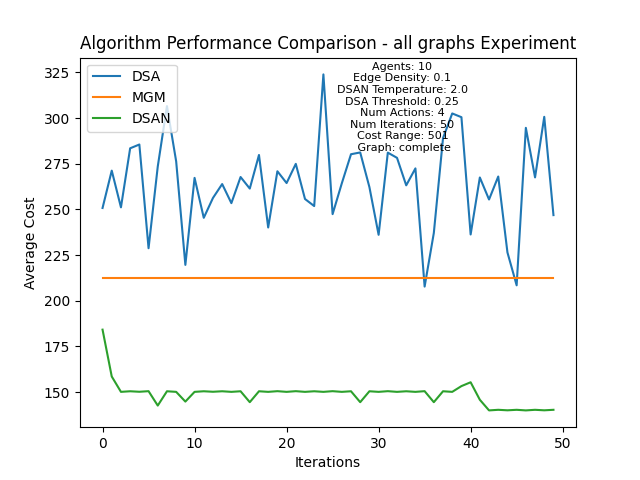 Algorithm Performance Comparison - all graphs Experiment
DSA
MGM
DSAN
Agents: 10
Edge Density: 0.1
DSAN Temperature: 2.0
DSA Threshold: 0.25
Num Actions: 4
Num Iterations: 50
Cost Range: 501
Graph: complete
Average Cost
325
300
275
250
225
200
175
150
0 10 20 30 40 50
Iterations